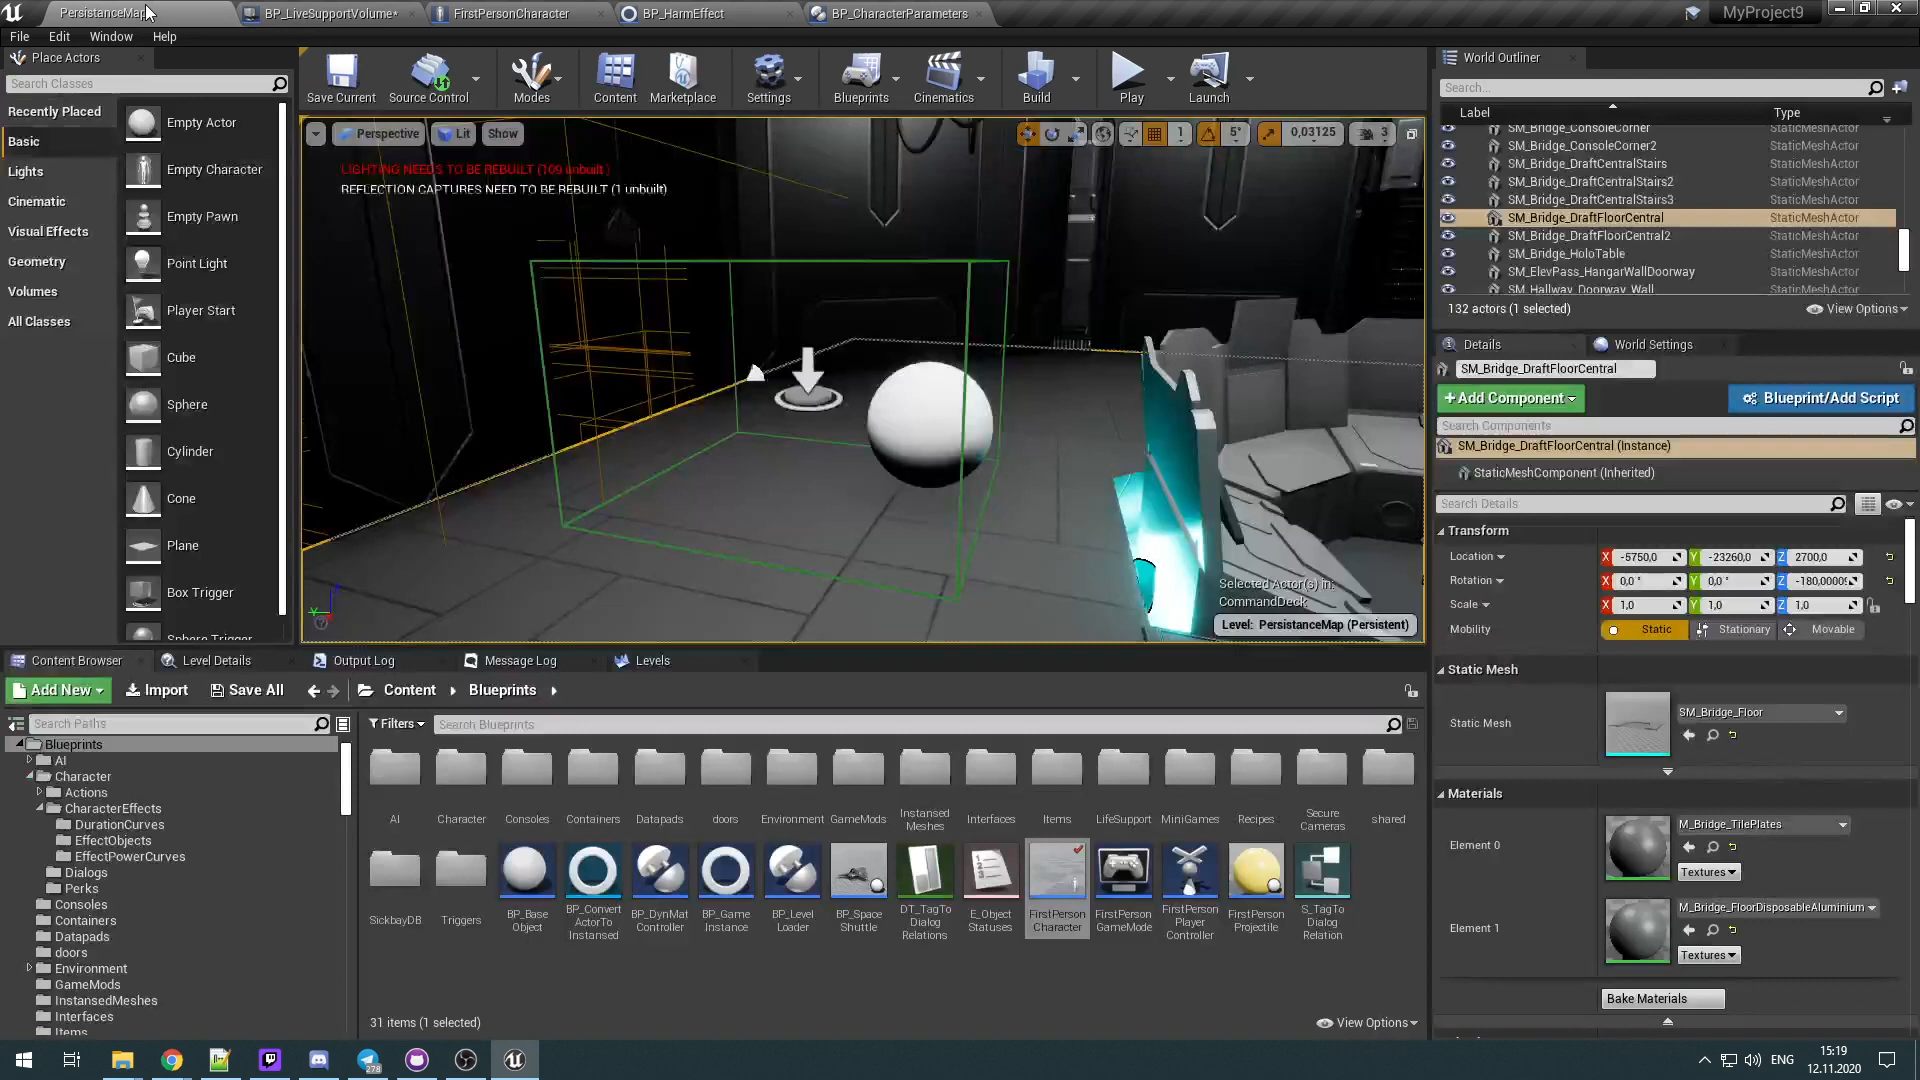 PersistanceMap
BP_LiveSupportVolume*
FirstPersonCharacter
BP_HarmEffect
BP_CharacterParameters
MyProject9
File
Edit
Window
Help
Place Actors
Search Classes
Recently Placed
Basic
Lights
Cinematic
Visual Effects
Geometry
Volumes
All Classes
Empty Actor
Empty Character
Empty Pawn
Point Light
Player Start
Cube
Sphere
Cylinder
Cone
Plane
Box Trigger
Sphere Trigger
Save Current
Source Control
Modes
Content
Marketplace
Settings
Blueprints
Cinematics
Build
Play
Launch
Perspective
Lit
Show
1
5°
0,03125
3
LIGHTING NEEDS TO BE REBUILT (109 unbuilt )
REFLECTION CAPTURES NEED TO BE REBUILT (1 unbuilt)
Selected Actor(s) in:
CommandDeck
Level: PersistanceMap (Persistent)
World Outliner
Search...
Label
Type
SM_Bridge_ConsoleCorner StaticMeshActor
SM_Bridge_ConsoleCorner2 StaticMeshActor
SM_Bridge_DraftCentralStairs StaticMeshActor
SM_Bridge_DraftCentralStairs2 StaticMeshActor
SM_Bridge_DraftCentralStairs3 StaticMeshActor
SM_Bridge_DraftFloorCentral StaticMeshActor
SM_Bridge_DraftFloorCentral2 StaticMeshActor
SM_Bridge_HoloTable StaticMeshActor
SM_ElevPass_HangarWallDoorway StaticMeshActor
SM_Hallway_Doorway_Wall StaticMeshActor
132 actors (1 selected)
View Options
Details
World Settings
SM_Bridge_DraftFloorCentral
+ Add Component
Blueprint/Add Script
Search Components
SM_Bridge_DraftFloorCentral (Instance)
StaticMeshComponent (Inherited)
Search Details
Transform
Location X -5750,0 Y -23260,0 Z 2700,0
Rotation X 0,0 ° Y 0,0 ° Z
Scale X 1,0 Y 1,0 Z 1,0
Mobility Static Stationary Movable
Static Mesh
Static Mesh
SM_Bridge_Floor
Materials
Element 0
M_Bridge_TilePlates
Textures
Element 1
M_Bridge_FloorDisposableAluminium
Textures
Bake Materials
Content Browser
Level Details
Output Log
Message Log
Levels
Add New
Import
Save All
Content
Blueprints
Search Paths
Filters
Search Blueprints
Blueprints
AI
Character
Actions
CharacterEffects
DurationCurves
EffectObjects
EffectPowerCurves
Dialogs
Perks
Consoles
Containers
Datapads
doors
Environment
GameMods
InstansedMeshes
Interfaces
Items
AI
Character
Consoles
Containers
Datapads
doors
Environment
GameMods
Instansed
Meshes
Interfaces
Items
LifeSupport
MiniGames
Recipes
Secure
Cameras
shared
SickbayDB
Triggers
BP_Base
Object
BP_Convert
ActorTo
Instansed
BP_DynMat
Controller
BP_Game
Instance
BP_Level
Loader
BP_Space
Shuttle
DT_TagTo
Dialog
Relations
E_Object
Statuses
FirstPerson
Character
FirstPerson
GameMode
FirstPerson
Player
Controller
FirstPerson
Projectile
S_TagTo
Dialog
Relation
31 items (1 selected)
View Options
278
ENG
15:19
12.11.2020